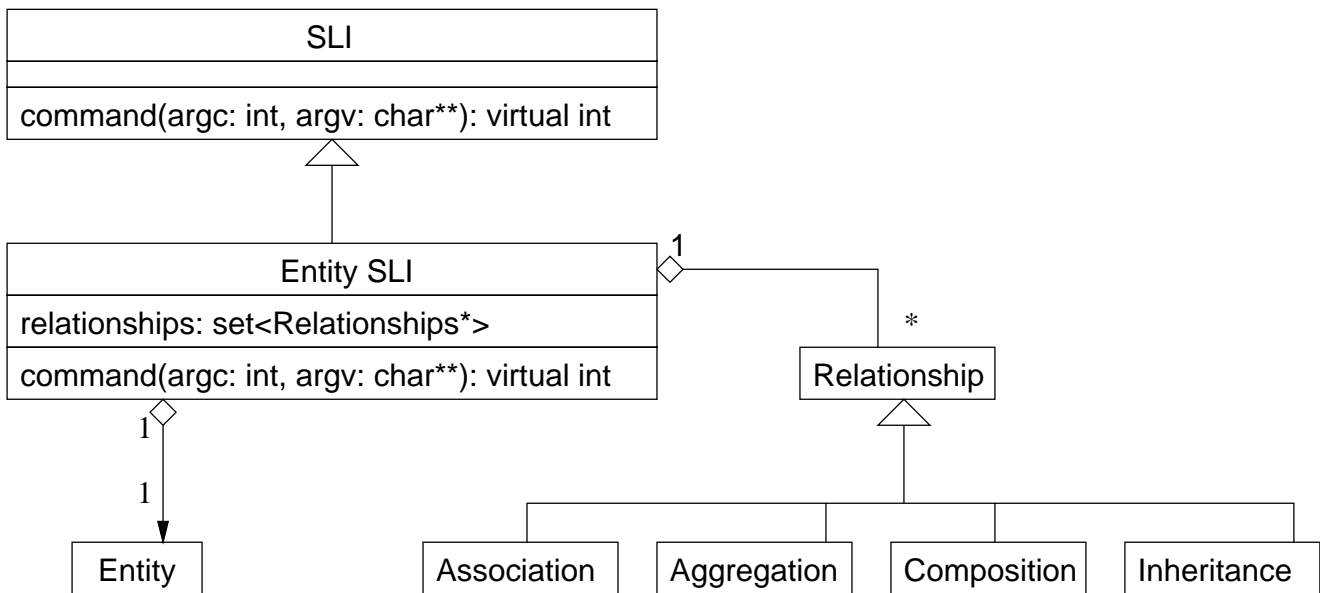 SLI
command(argc: int, argv: char**): virtual int
Entity SLI
relationships: set<Relationships*>
command(argc: int, argv: char**): virtual int
1
*
Relationship
1
1
Entity
Association
Aggregation
Composition
Inheritance